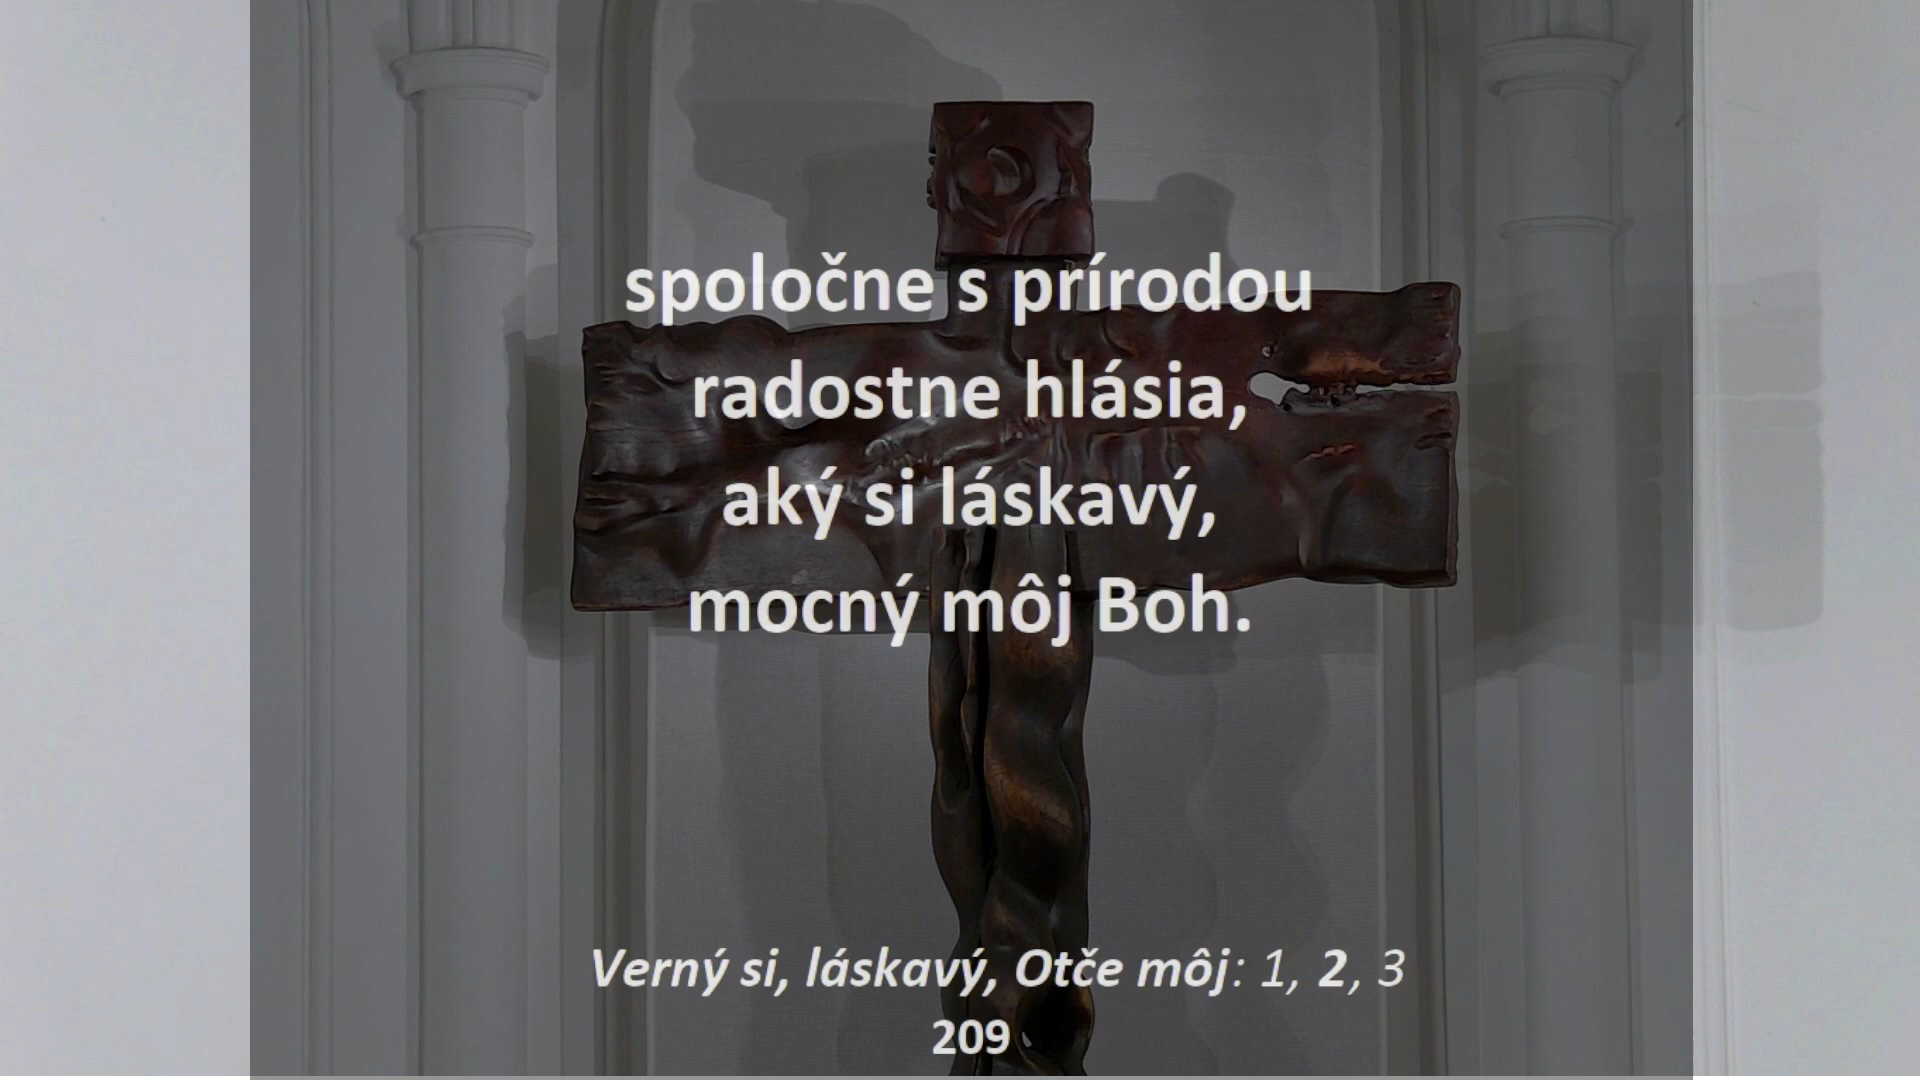 spoločne s prírodou
radostne hlásia,
aký si láskavý,
mocný môj Boh.
Verný si, láskavý, Otče môj: 1, 2, 3
209